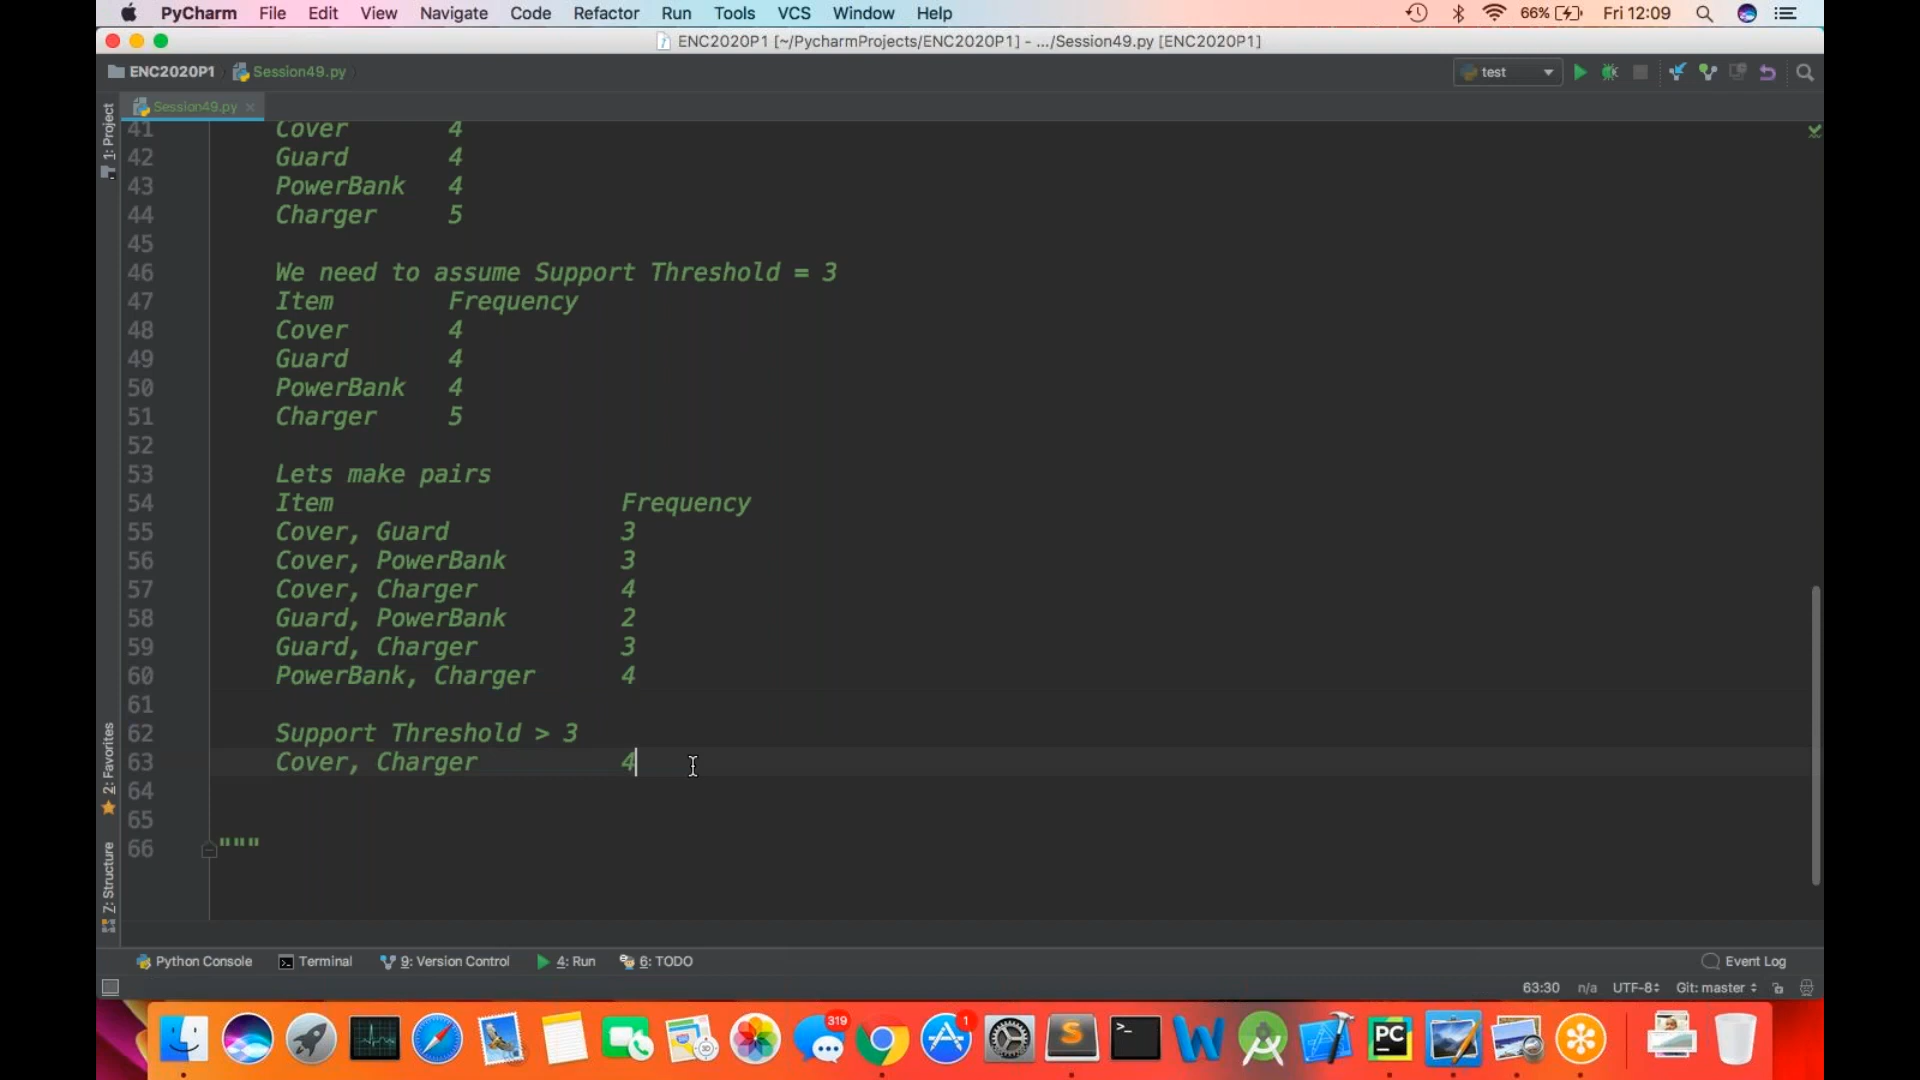 PyCharm File Edit View Navigate Code Refactor Run Tools VCS Window Help 66% Fri 12:09
ENC2020P1 [~/PycharmProjects/ENC2020P1] - .../Session49.py [ENC2020P1]
ENC2020P1 Session49.py test
Session49.py
1: Project
2: Favorites
Z: Structure
41 Cover 4
42 Guard 4
43 PowerBank 4
44 Charger 5
45
46 We need to assume Support Threshold = 3
47 Item Frequency
48 Cover 4
49 Guard 4
50 PowerBank 4
51 Charger 5
52
53 Lets make pairs
54 Item Frequency
55 Cover, Guard 3
56 Cover, PowerBank 3
57 Cover, Charger 4
58 Guard, PowerBank 2
59 Guard, Charger 3
60 PowerBank, Charger 4
61
62 Support Threshold > 3
63 Cover, Charger 4
64
65
66 """
Python Console Terminal 9: Version Control 4: Run 6: TODO Event Log
63:30 n/a UTF-8 Git: master
319 1
PC